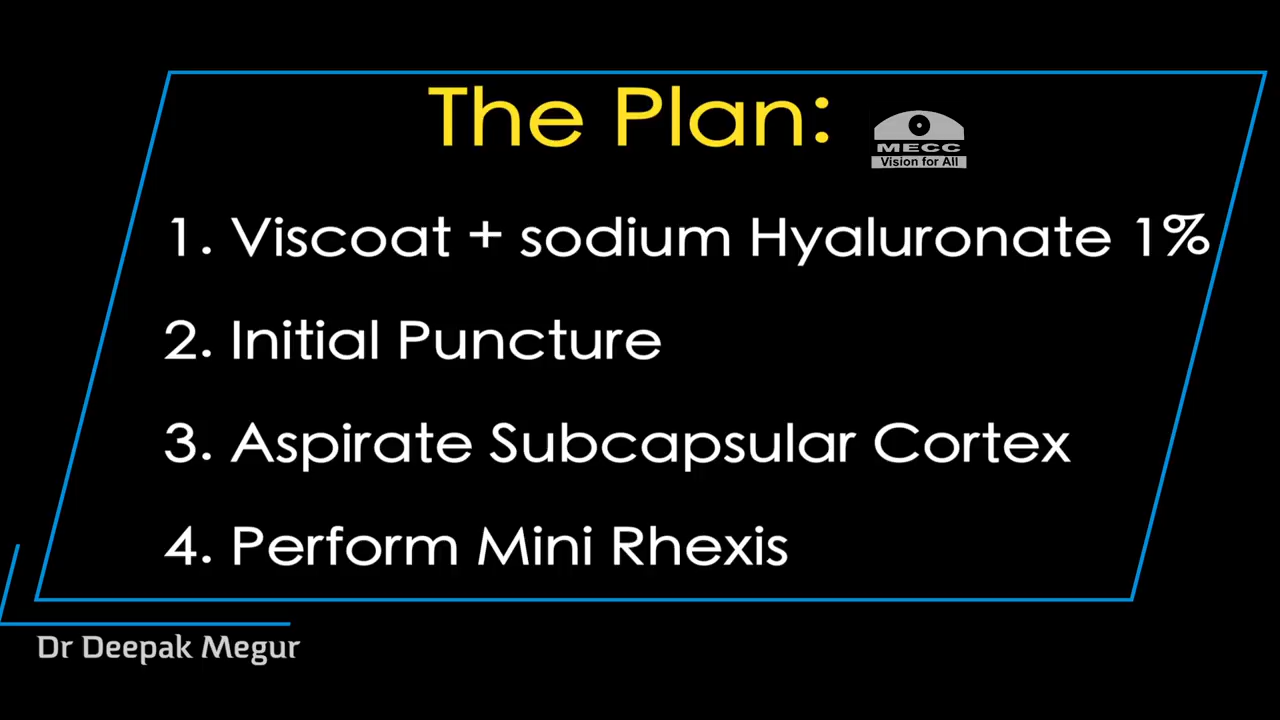 The Plan:
MECC
Vision for All
1. Viscoat + sodium Hyaluronate 1%
2. Initial Puncture
3. Aspirate Subcapsular Cortex
4. Perform Mini Rhexis
Dr Deepak Megur